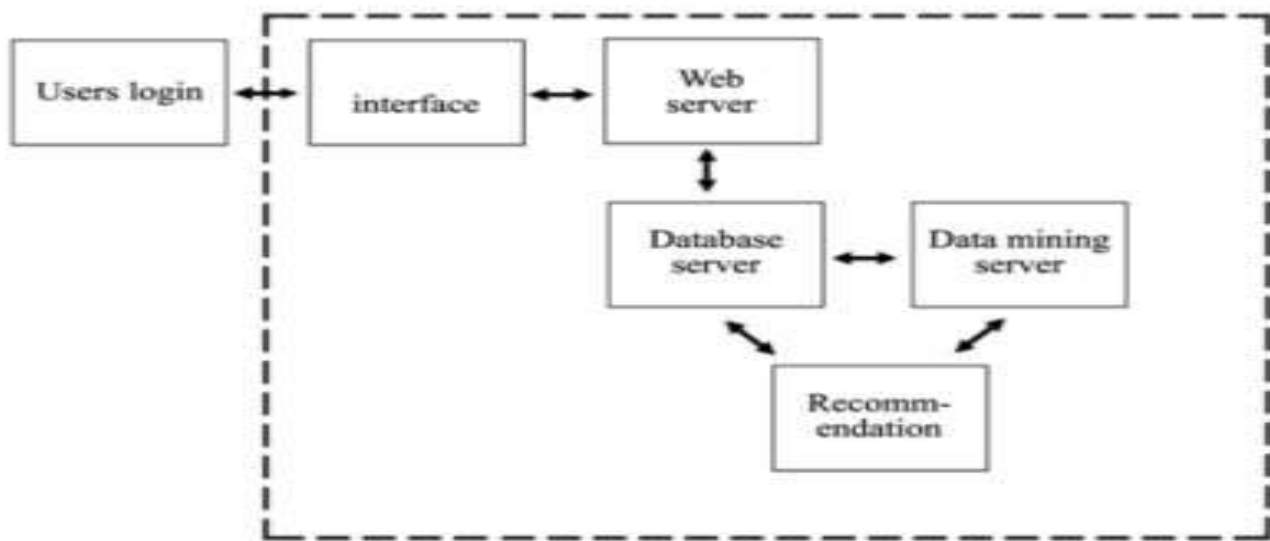 Users login
interface
Web
server
Database
server
Data mining
server
Recomm-
endation